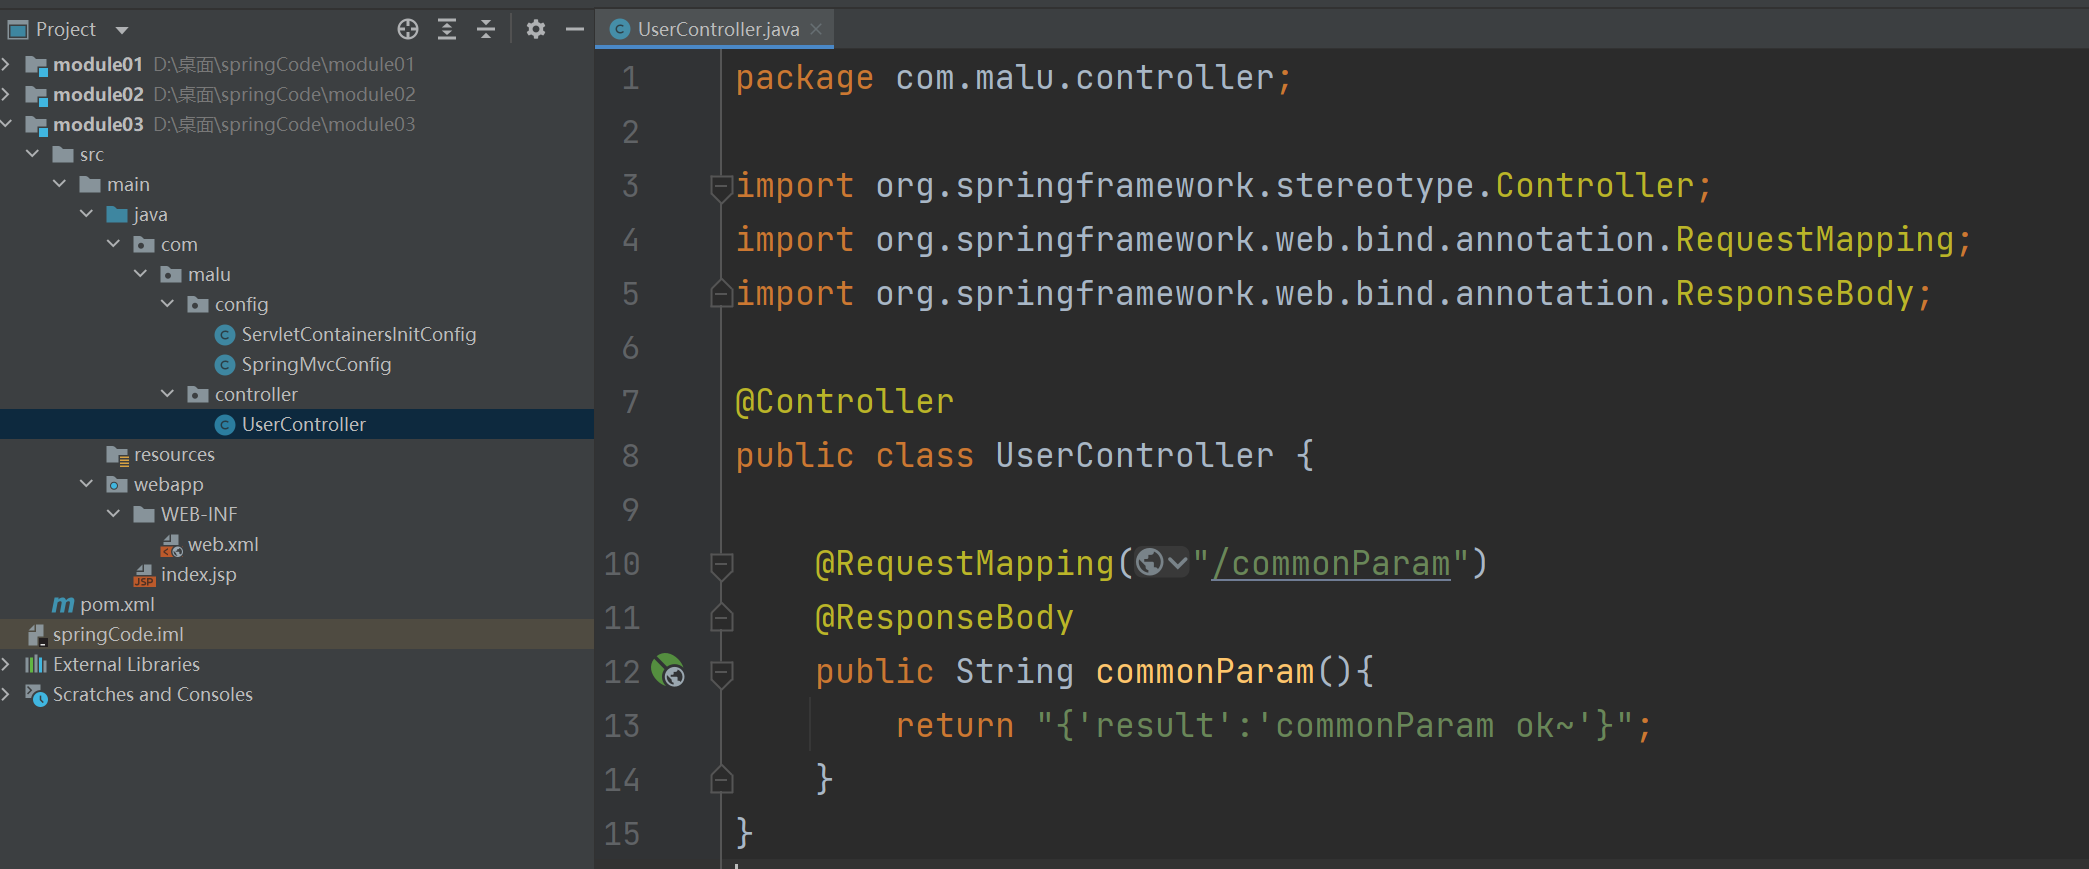 Project
module01 D:\桌面\springCode\module01
module02 D:\桌面\springCode\module02
module03 D:\桌面\springCode\module03
src
main
java
com
malu
config
ServletContainersInitConfig
SpringMvcConfig
controller
UserController
resources
webapp
WEB-INF
web.xml
index.jsp
pom.xml
springCode.iml
External Libraries
Scratches and Consoles
UserController.java
1 package com.malu.controller;
2
3 import org.springframework.stereotype.Controller;
4 import org.springframework.web.bind.annotation.RequestMapping;
5 import org.springframework.web.bind.annotation.ResponseBody;
6
7 @Controller
8 public class UserController {
9
10 @RequestMapping("/commonParam")
11 @ResponseBody
12 public String commonParam(){
13 return "{'result':'commonParam ok~'}";
14 }
15 }